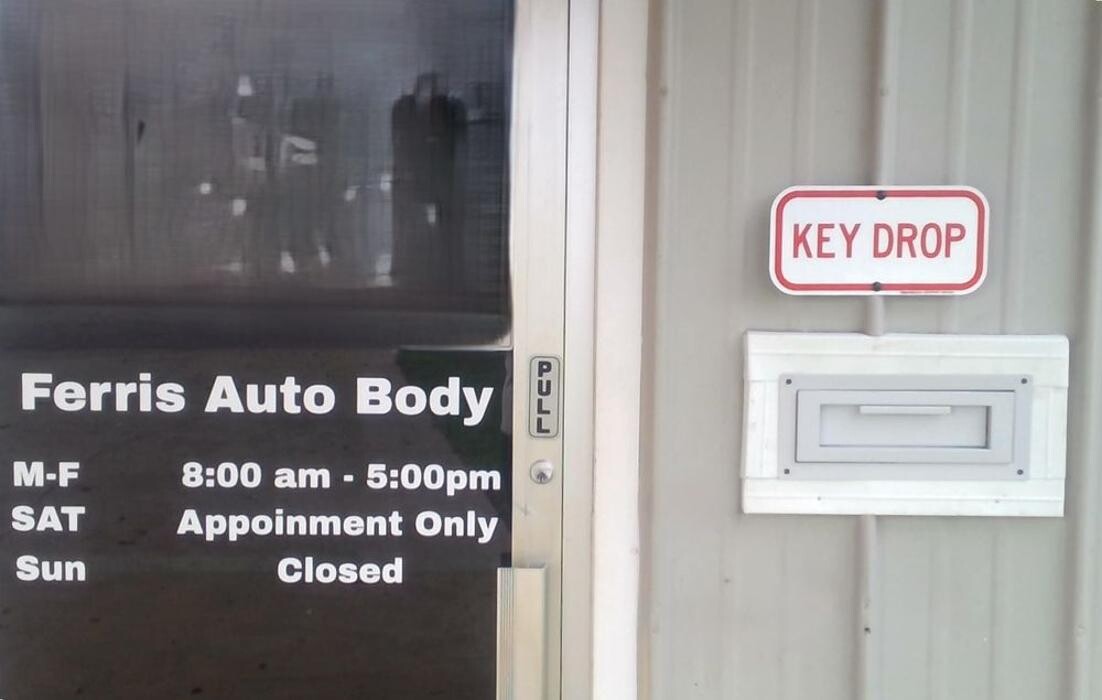 Ferris Auto Body
M-F 8:00 am - 5:00pm
SAT Appoinment Only
Sun Closed
PULL
KEY DROP